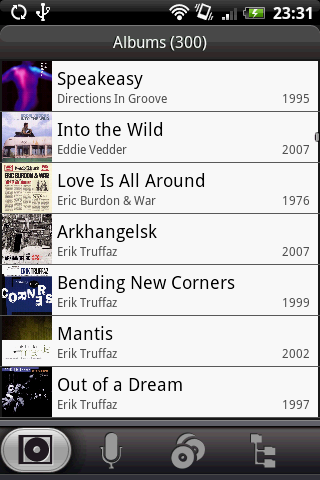 23:31
Albums (300)
Speakeasy
Directions In Groove 1995
Into the Wild
Eddie Vedder 2007
Love Is All Around
Eric Burdon & War 1976
Arkhangelsk
Erik Truffaz 2007
ERIK TRUFFAZ
Bending New Corners
Erik Truffaz 1999
Mantis
Erik Truffaz 2002
Out of a Dream
Erik Truffaz 1997